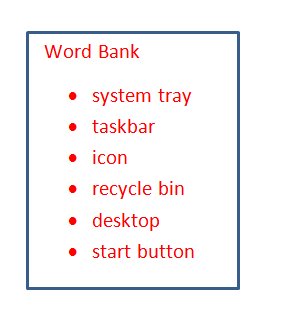 Word Bank
• system tray
• taskbar
• icon
• recycle bin
• desktop
• start button